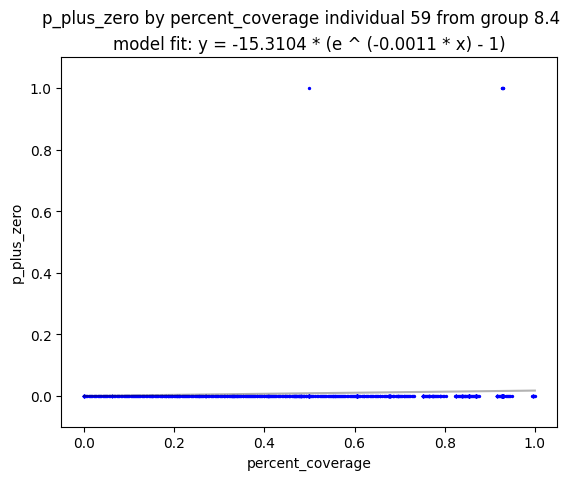 p_plus_zero by percent_coverage individual 59 from group 8.4
model fit: y = -15.3104 * (e ^ (-0.0011 * x) - 1)
1.0
0.8
0.6
0.4
0.2
0.0
p_plus_zero
0.0 0.2 0.4 0.6 0.8 1.0
percent_coverage